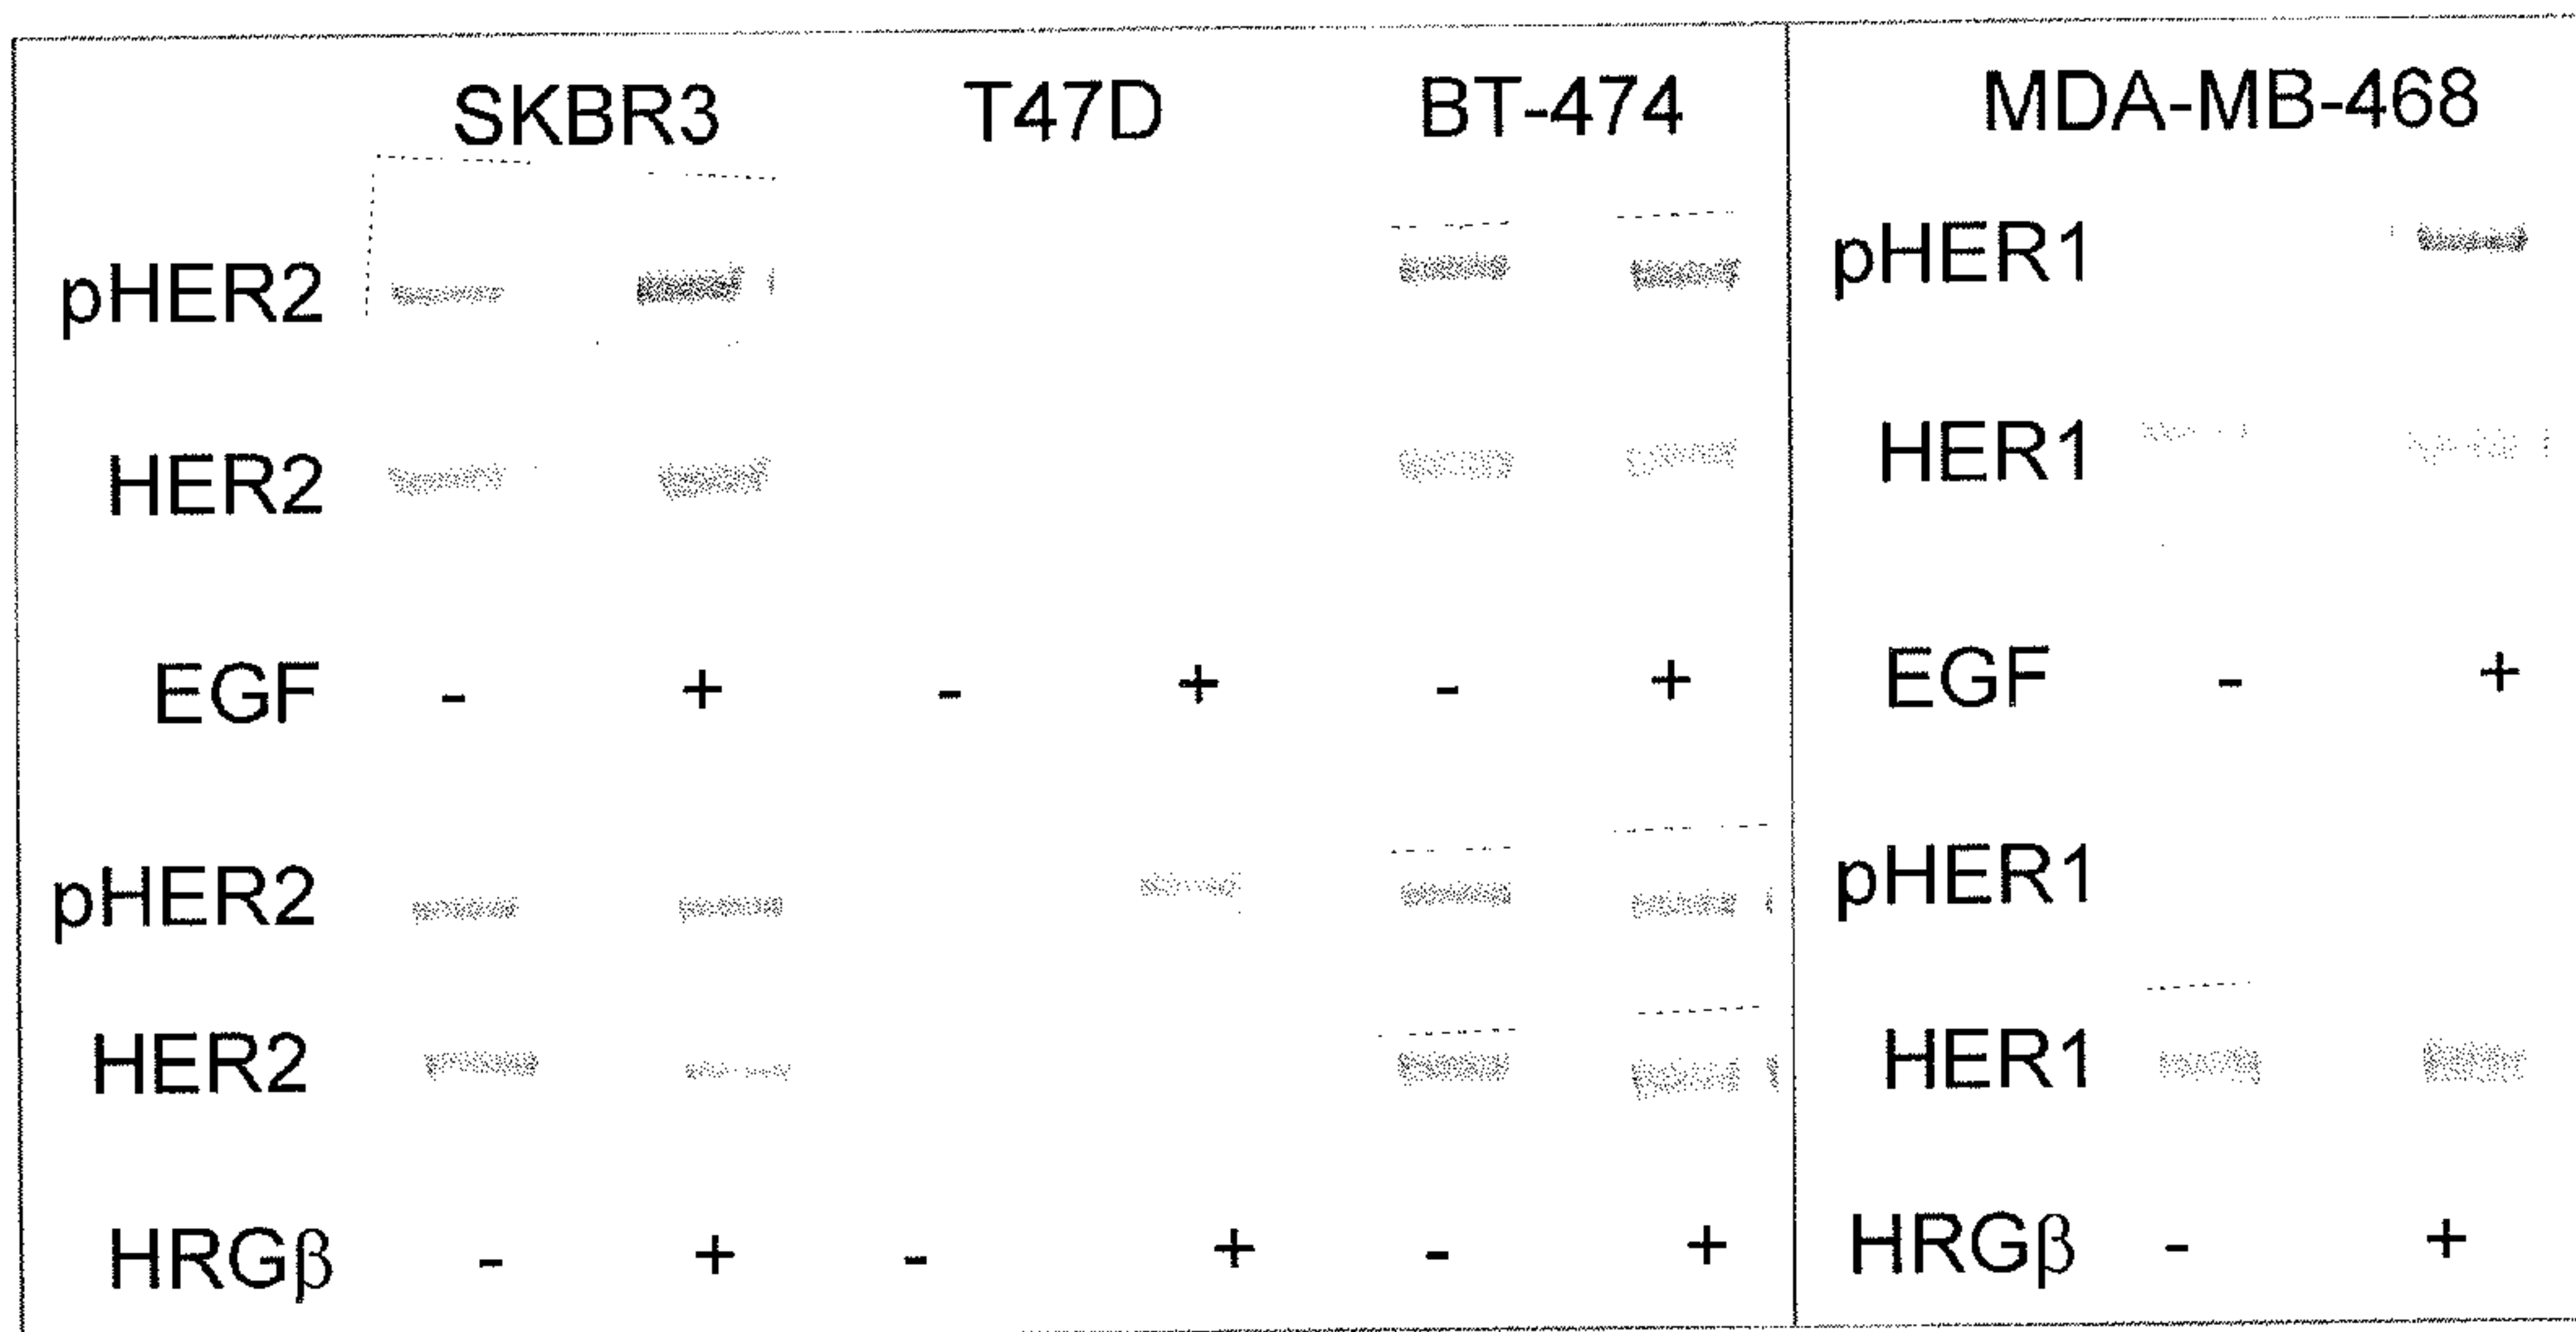 SKBR3 T47D BT-474 MDA-MB-468
pHER2 pHER1
HER2 HER1
EGF - + - + - + EGF - +
pHER2 pHER1
HER2 HER1
HRGβ - + - + - + HRGβ - +